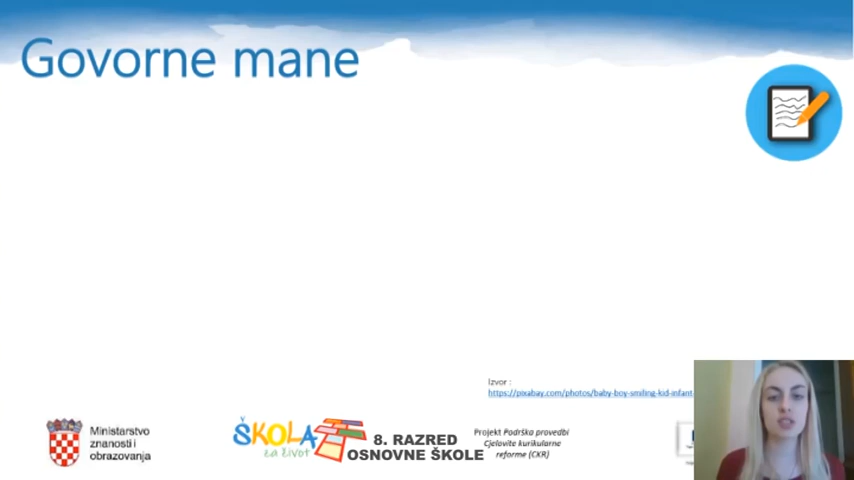 Govorne mane
Izvor :
https://pixabay.com/photos/baby-boy-smiling-kid-infant-
Ministarstvo
znanosti i
obrazovanja
ŠKOLA
za život
8. RAZRED
OSNOVNE ŠKOLE
Projekt Podrška provedbi
Cjelovite kurikularne
reforme (CKR)